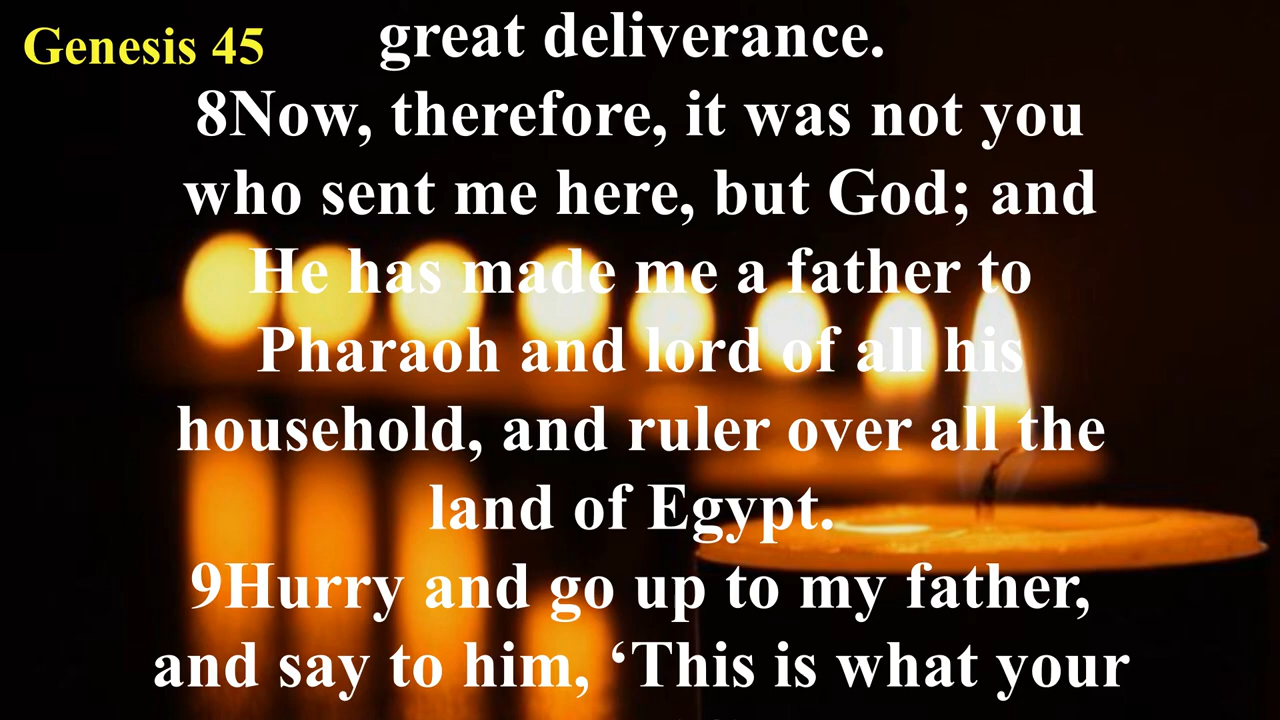 Genesis 45
great deliverance.
8Now, therefore, it was not you
who sent me here, but God; and
He has made me a father to
Pharaoh and lord of all his
household, and ruler over all the
land of Egypt.
9Hurry and go up to my father,
and say to him, ‘This is what your